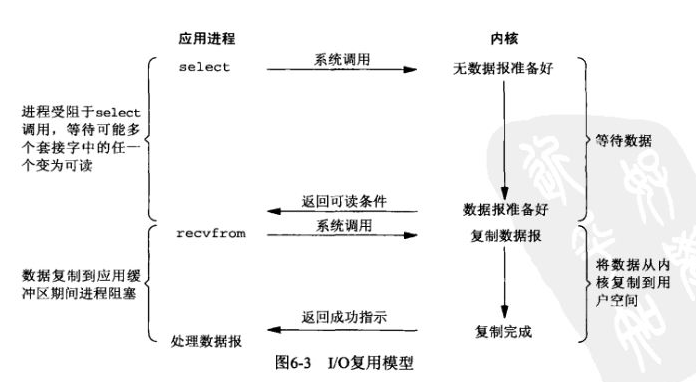 应用进程
内核
select
系统调用
无数据报准备好
进程受阻于select
调用，等待可能多
个套接字中的任一
个变为可读
等待数据
返回可读条件
数据报准备好
recvfrom
系统调用
复制数据报
数据复制到应用缓
冲区期间进程阻塞
将数据从内
核复制到用
户空间
返回成功指示
复制完成
处理数据报
图6-3 I/O复用模型